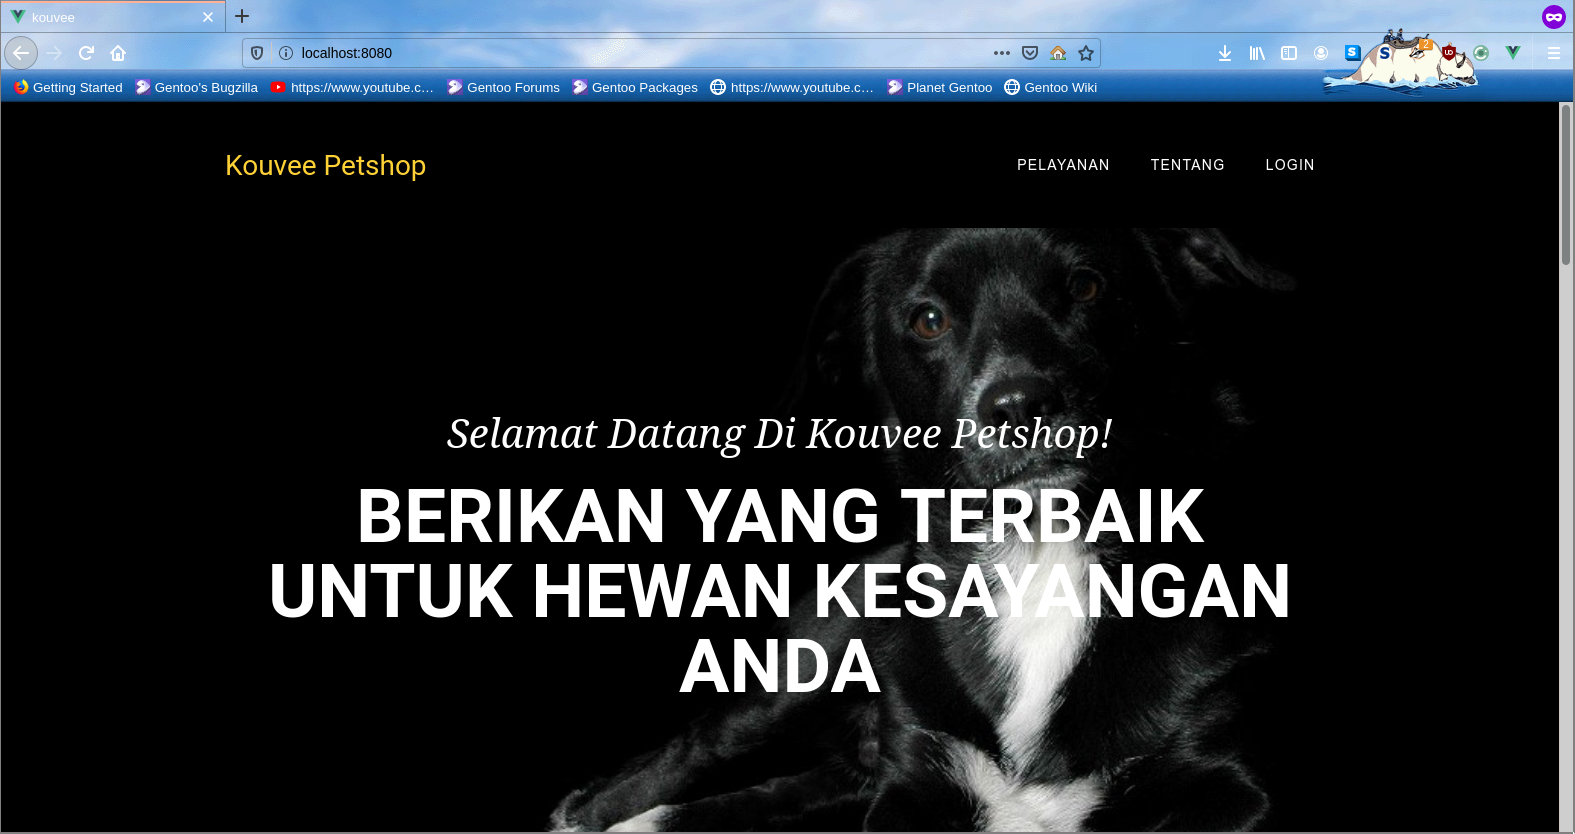 kouvee
localhost:8080
2
Getting Started
Gentoo's Bugzilla
https://www.youtube.c…
Gentoo Forums
Gentoo Packages
https://www.youtube.c…
Planet Gentoo
Gentoo Wiki
Kouvee Petshop
PELAYANAN
TENTANG
LOGIN
Selamat Datang Di Kouvee Petshop!
BERIKAN YANG TERBAIK
UNTUK HEWAN KESAYANGAN
ANDA